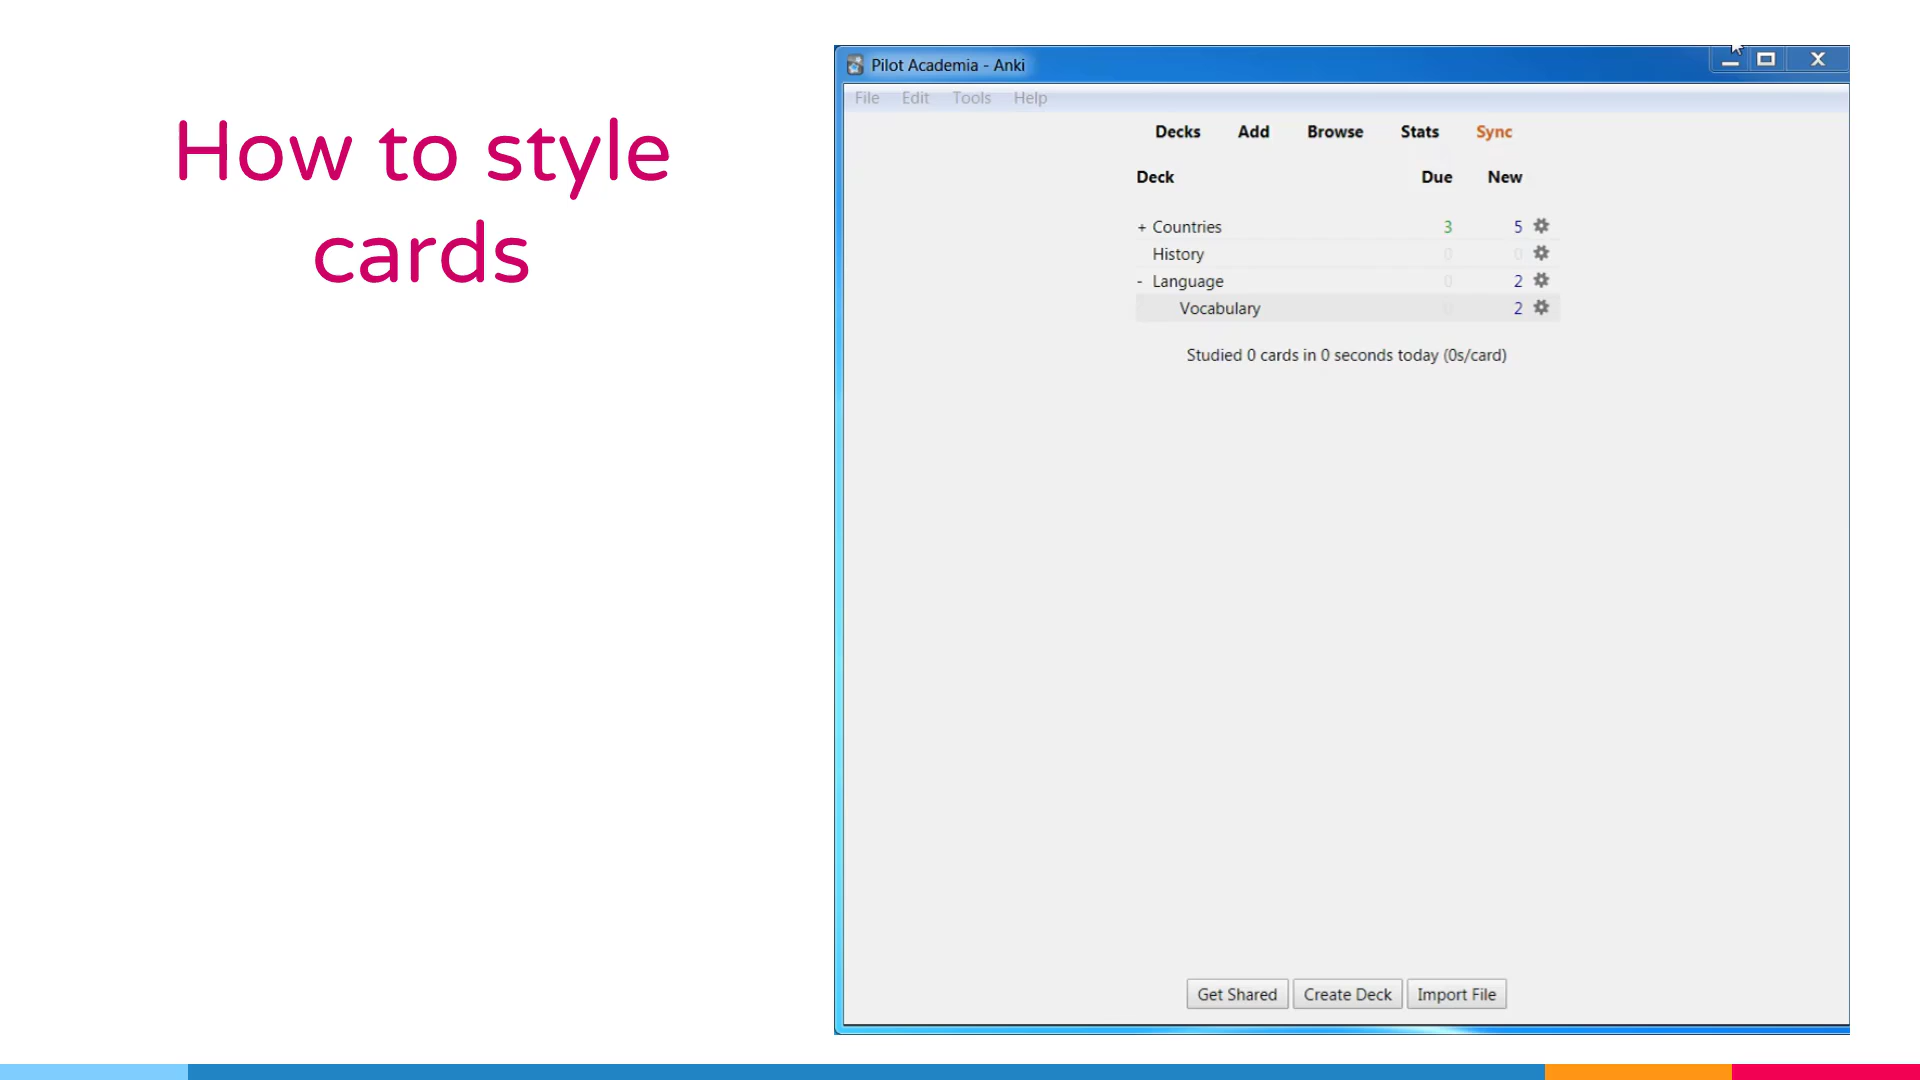 How to style
cards
Pilot Academia - Anki
File Edit Tools Help
Decks Add Browse Stats Sync
Deck Due New
+ Countries 3 5
History 0 0
- Language 0 2
Vocabulary 0 2
Studied 0 cards in 0 seconds today (0s/card)
Get Shared Create Deck Import File